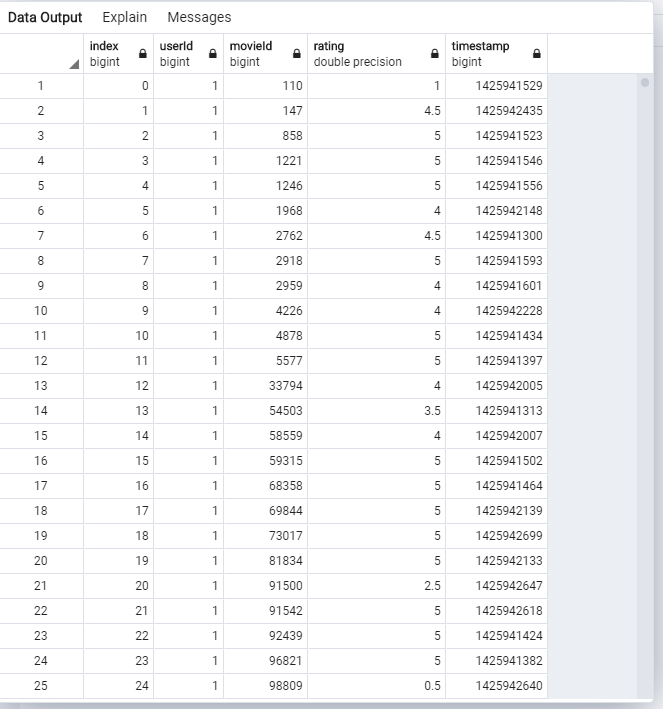 Data Output Explain Messages
index userId movieId rating timestamp
bigint bigint bigint double precision bigint
1 0 1 110 1 1425941529
2 1 1 147 4.5 1425942435
3 2 1 858 5 1425941523
4 3 1 1221 5 1425941546
5 4 1 1246 5 1425941556
6 5 1 1968 4 1425942148
7 6 1 2762 4.5 1425941300
8 7 1 2918 5 1425941593
9 8 1 2959 4 1425941601
10 9 1 4226 4 1425942228
11 10 1 4878 5 1425941434
12 11 1 5577 5 1425941397
13 12 1 33794 4 1425942005
14 13 1 54503 3.5 1425941313
15 14 1 58559 4 1425942007
16 15 1 59315 5 1425941502
17 16 1 68358 5 1425941464
18 17 1 69844 5 1425942139
19 18 1 73017 5 1425942699
20 19 1 81834 5 1425942133
21 20 1 91500 2.5 1425942647
22 21 1 91542 5 1425942618
23 22 1 92439 5 1425941424
24 23 1 96821 5 1425941382
25 24 1 98809 0.5 1425942640